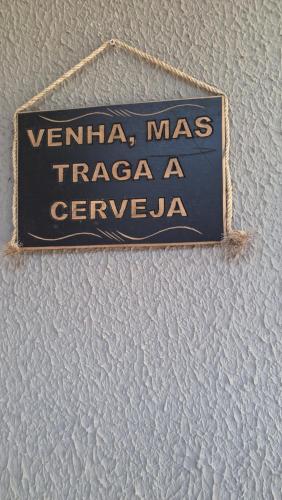 VENHA, MAS
TRAGA A
CERVEJA